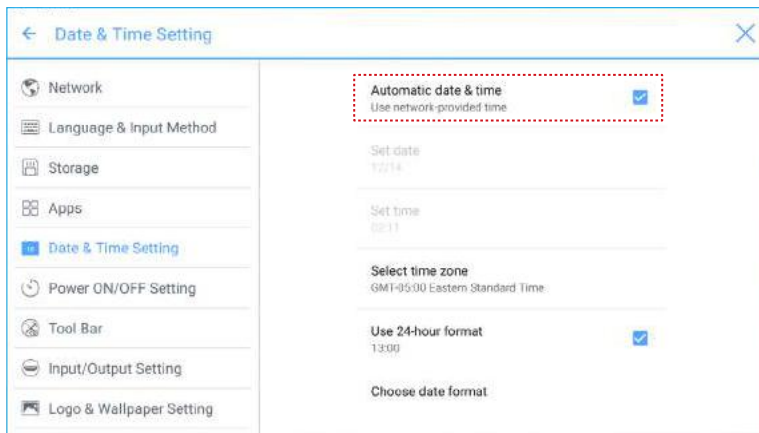 Date & Time Setting
Network
Language & Input Method
Storage
Apps
Date & Time Setting
Power ON/OFF Setting
Tool Bar
Input/Output Setting
Logo & Wallpaper Setting
Automatic date & time
Use network-provided time
Set date
12/14
Set time
02:11
Select time zone
GMT-05:00 Eastern Standard Time
Use 24-hour format
13:00
Choose date format